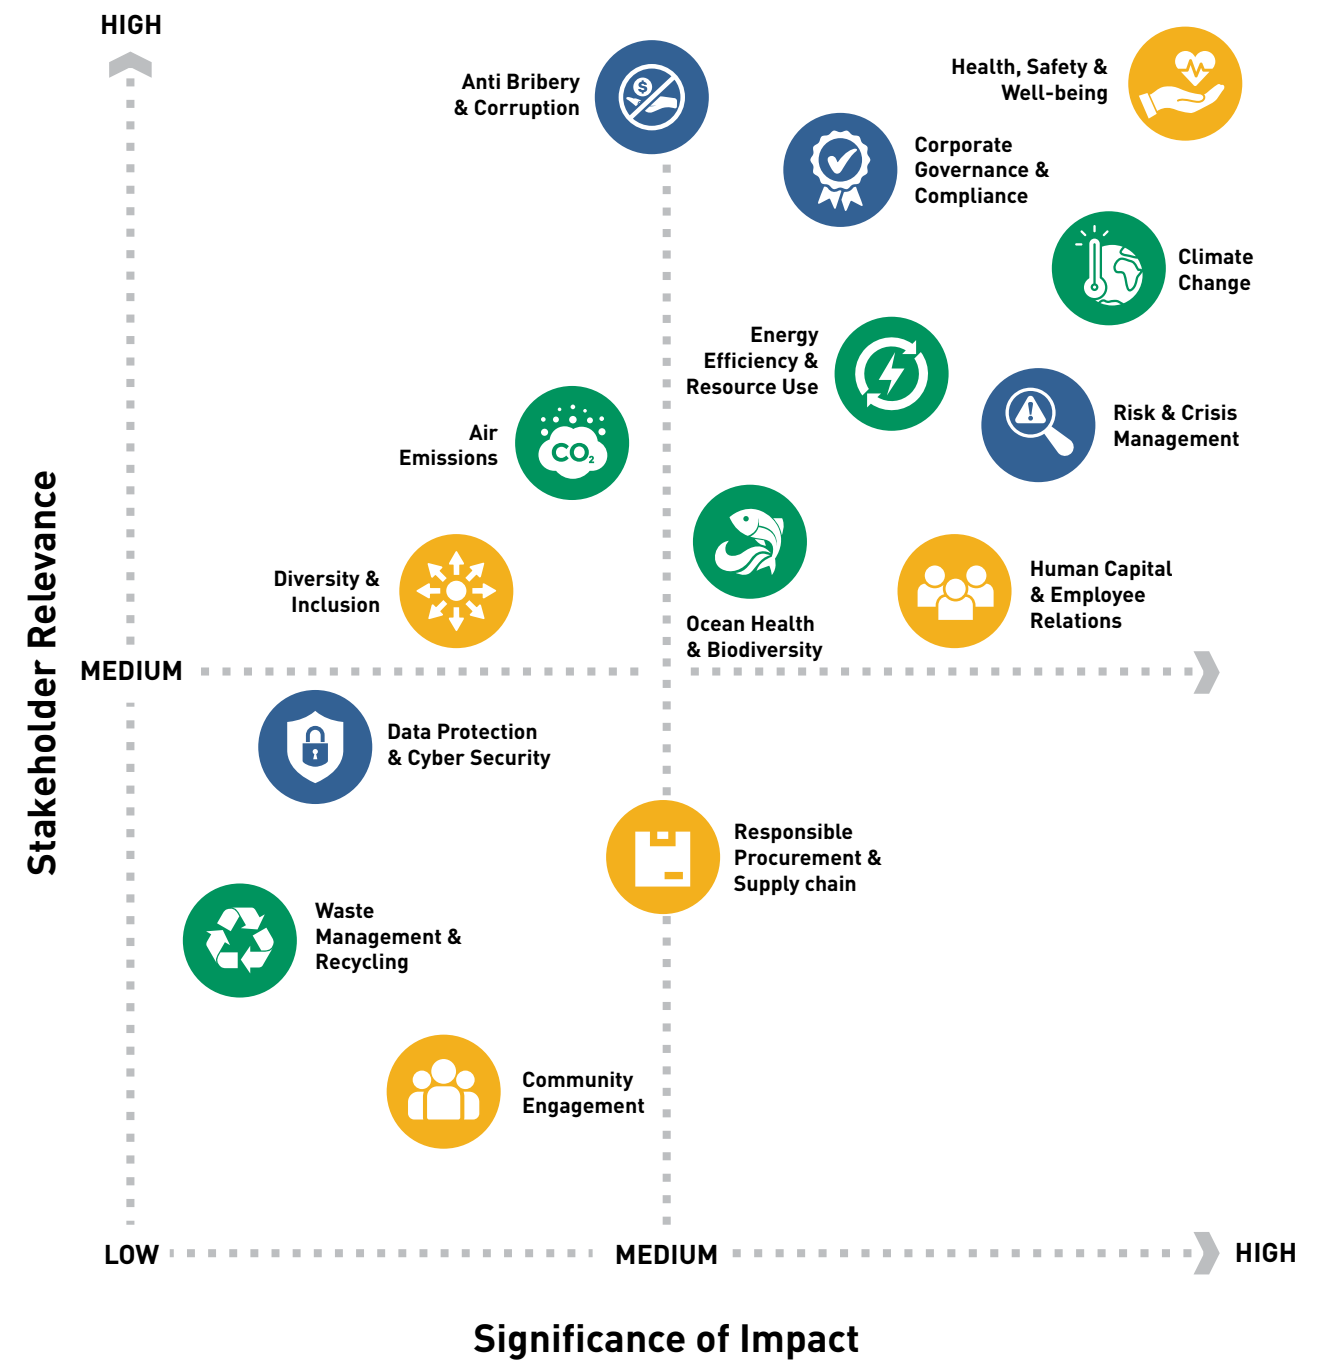 HIGH
Anti Bribery
& Corruption
Health, Safety &
Well-being
Corporate
Governance &
Compliance
Climate
Change
Energy
Efficiency &
Resource Use
Risk & Crisis
Management
Air
Emissions
CO₂
Diversity &
Inclusion
Ocean Health
& Biodiversity
Human Capital
& Employee
Relations
Stakeholder Relevance
MEDIUM
Data Protection
& Cyber Security
Responsible
Procurement &
Supply chain
Waste
Management &
Recycling
Community
Engagement
LOW
MEDIUM
HIGH
Significance of Impact